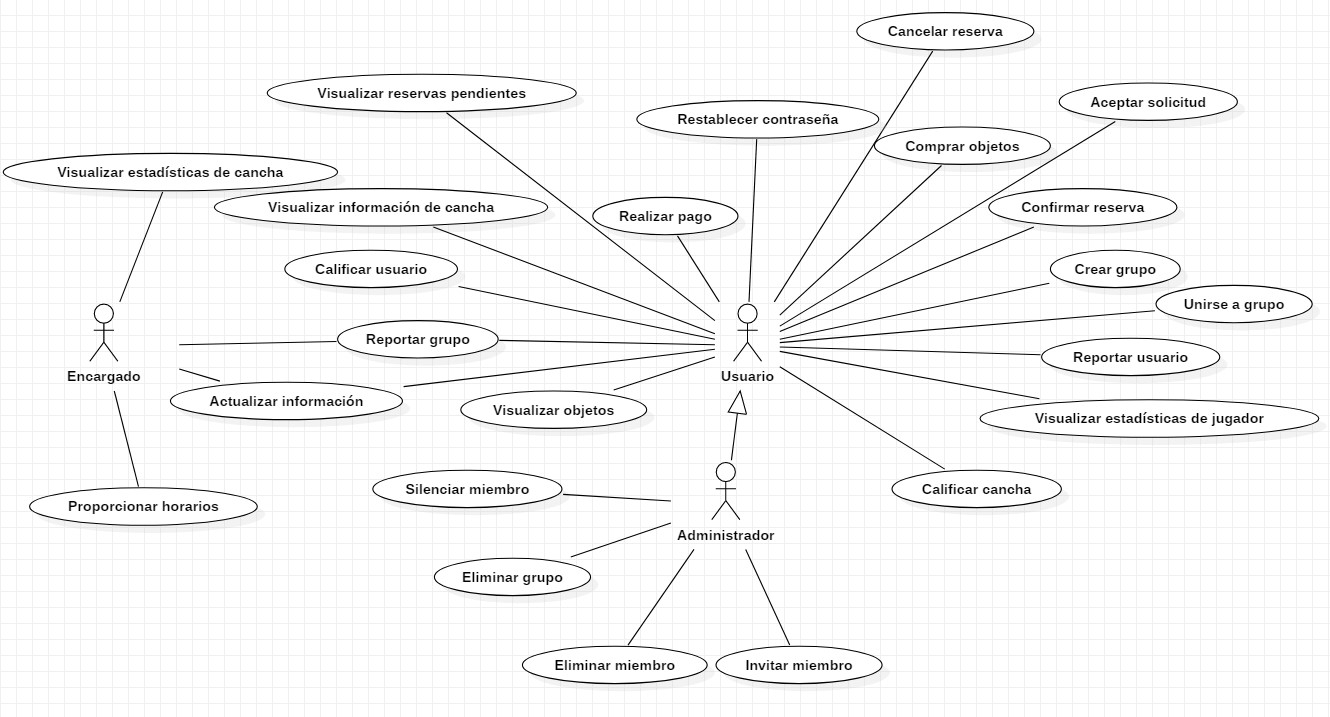 Cancelar reserva
Visualizar reservas pendientes
Aceptar solicitud
Restablecer contraseña
Comprar objetos
Visualizar estadísticas de cancha
Visualizar información de cancha
Realizar pago
Confirmar reserva
Calificar usuario
Crear grupo
Unirse a grupo
Reportar grupo
Reportar usuario
Encargado
Usuario
Actualizar información
Visualizar objetos
Visualizar estadísticas de jugador
Silenciar miembro
Calificar cancha
Proporcionar horarios
Administrador
Eliminar grupo
Eliminar miembro
Invitar miembro